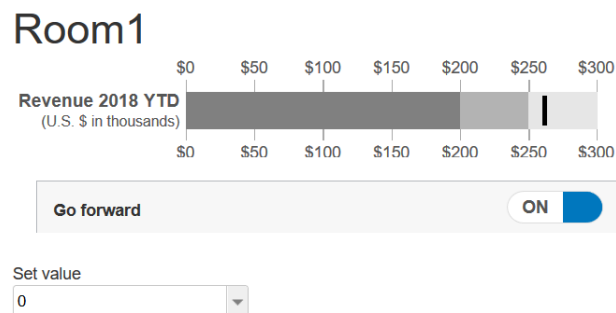 Room1
$0 $50 $100 $150 $200 $250 $300
Revenue 2018 YTD
(U.S. $ in thousands)
$0 $50 $100 $150 $200 $250 $300
Go forward ON
Set value
0